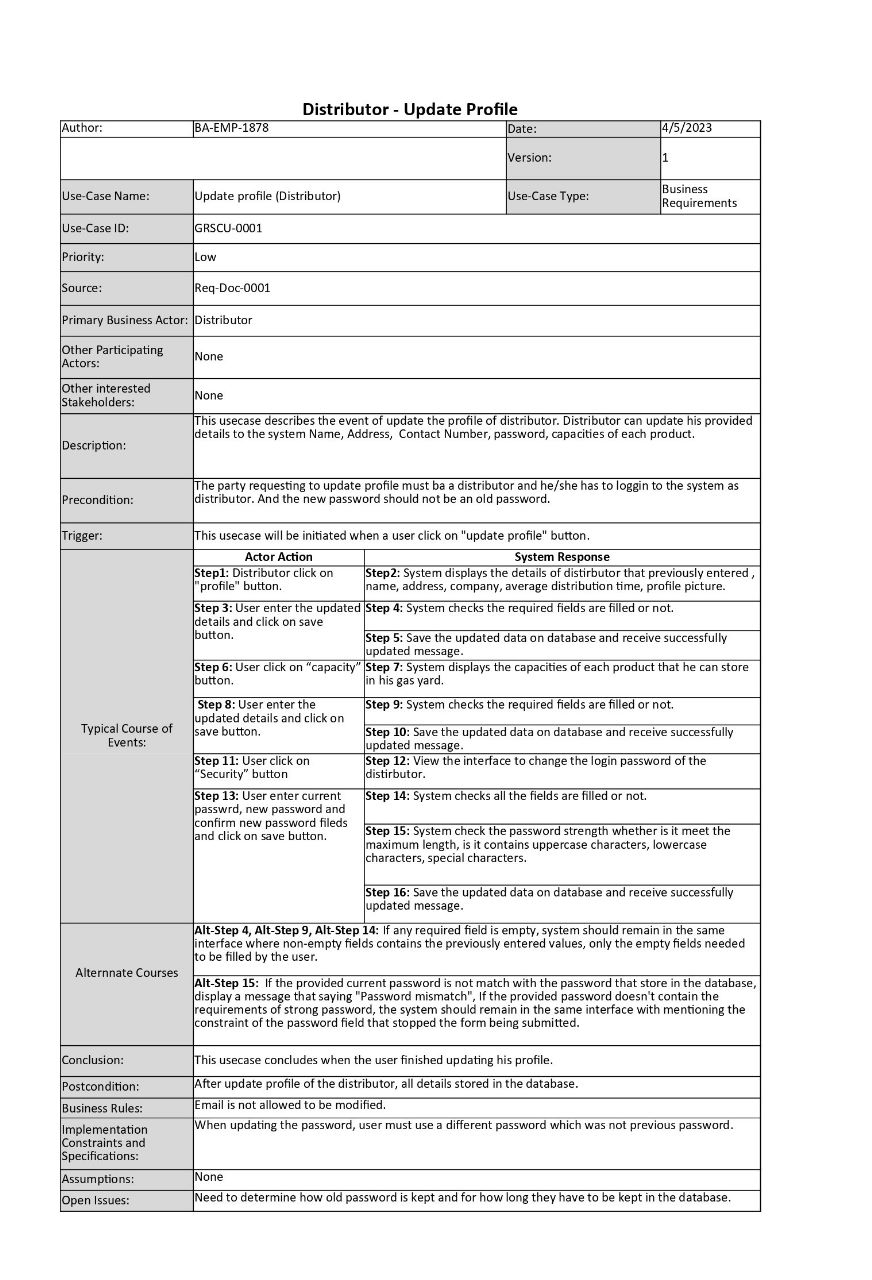 Distributor - Update Profile
Author: BA-EMP-1878 Date: 4/5/2023
Version: 1
Use-Case Name: Update profile (Distributor) Use-Case Type: Business
Requirements
Use-Case ID: GRSCU-0001
Priority: Low
Source: Req-Doc-0001
Primary Business Actor: Distributor
Other Participating
Actors:
None
Other interested
Stakeholders:
None
Description:
This usecase describes the event of update the profile of distributor. Distributor can update his provided
details to the system Name, Address,  Contact Number, password, capacities of each product.
Precondition:
The party requesting to update profile must ba a distributor and he/she has to loggin to the system as
distributor. And the new password should not be an old password.
Trigger: This usecase will be initiated when a user click on "update profile" button.
Typical Course of
Events:
Actor Action System Response
Step1: Distributor click on
"profile" button.
Step2: System displays the details of distirbutor that previously entered ,
name, address, company, average distribution time, profile picture.
Step 3: User enter the updated
details and click on save
button.
Step 4: System checks the required fields are filled or not.
Step 5: Save the updated data on database and receive successfully
updated message.
Step 6: User click on “capacity”
button.
Step 7: System displays the capacities of each product that he can store
in his gas yard.
Step 8: User enter the
updated details and click on
save button.
Step 9: System checks the required fields are filled or not.
Step 10: Save the updated data on database and receive successfully
updated message.
Step 11: User click on
“Security” button
Step 12: View the interface to change the login password of the
distirbutor.
Step 13: User enter current
passwrd, new password and
confirm new password fileds
and click on save button.
Step 14: System checks all the fields are filled or not.
Step 15: System check the password strength whether is it meet the
maximum length, is it contains uppercase characters, lowercase
characters, special characters.
Step 16: Save the updated data on database and receive successfully
updated message.
Alternnate Courses
Alt-Step 4, Alt-Step 9, Alt-Step 14: If any required field is empty, system should remain in the same
interface where non-empty fields contains the previously entered values, only the empty fields needed
to be filled by the user.
Alt-Step 15:  If the provided current password is not match with the password that store in the database,
display a message that saying "Password mismatch", If the provided password doesn't contain the
requirements of strong password, the system should remain in the same interface with mentioning the
constraint of the password field that stopped the form being submitted.
Conclusion: This usecase concludes when the user finished updating his profile.
Postcondition: After update profile of the distributor, all details stored in the database.
Business Rules: Email is not allowed to be modified.
Implementation
Constraints and
Specifications:
When updating the password, user must use a different password which was not previous password.
Assumptions: None
Open Issues: Need to determine how old password is kept and for how long they have to be kept in the database.